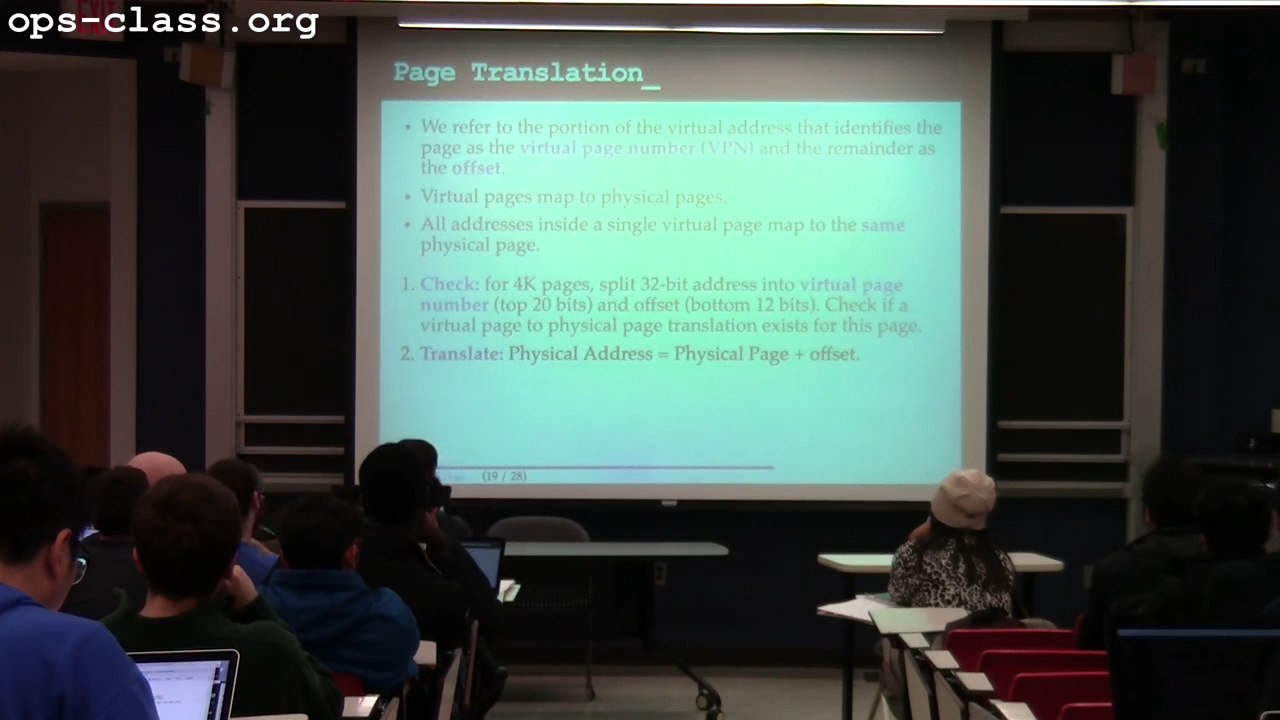 ops-class.org
EXIT
Page Translation_
• We refer to the portion of the virtual address that identifies the
page as the virtual page number (VPN) and the remainder as
the offset.
• Virtual pages map to physical pages.
• All addresses inside a single virtual page map to the same
physical page.
1. Check: for 4K pages, split 32-bit address into virtual page
number (top 20 bits) and offset (bottom 12 bits). Check if a
virtual page to physical page translation exists for this page.
2. Translate: Physical Address = Physical Page + offset.
(19 / 28)